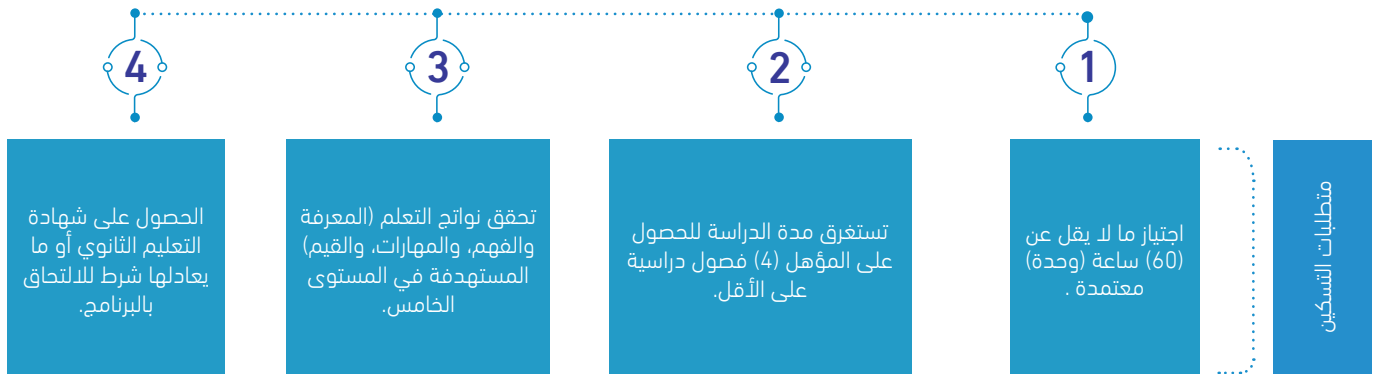 متطلبات التسكين
1
اجتياز ما لا يقل عن
(60) ساعة (وحدة)
معتمدة .
2
تستغرق مدة الدراسة للحصول
على المؤهل (4) فصول دراسية
على الأقل.
3
تحقق نواتج التعلم (المعرفة
والفهم، والمهارات، والقيم)
المستهدفة في المستوى
الخامس.
4
الحصول على شهادة
التعليم الثانوي أو ما
يعادلها شرط للالتحاق
بالبرنامج.